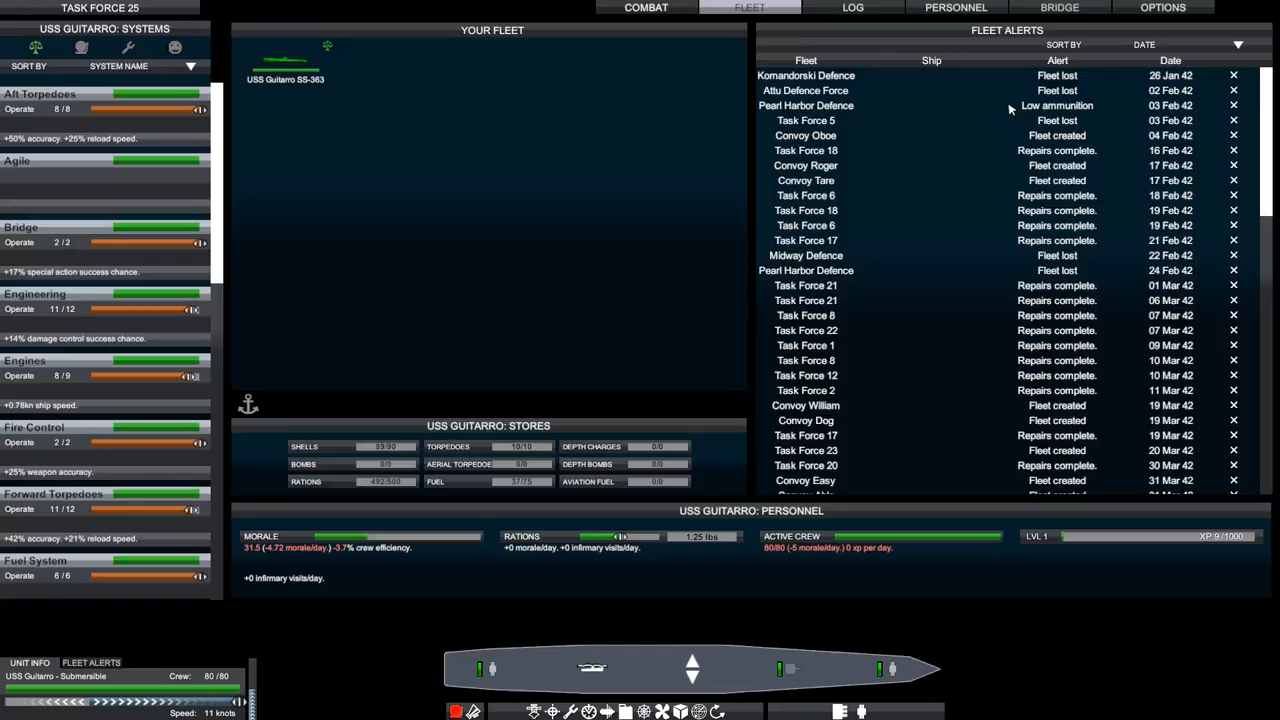 TASK FORCE 25
COMBAT FLEET LOG PERSONNEL BRIDGE OPTIONS
USS GUITARRO: SYSTEMS
SORT BY SYSTEM NAME
Aft Torpedoes
Operate 8 / 8
+50% accuracy. +25% reload speed.
Agile
Bridge
Operate 2 / 2
+17% special action success chance.
Engineering
Operate 11 / 12
+14% damage control success chance.
Engines
Operate 8 / 9
+0.78kn ship speed.
Fire Control
Operate 2 / 2
+25% weapon accuracy.
Forward Torpedoes
Operate 11 / 12
+42% accuracy. +21% reload speed.
Fuel System
Operate 6 / 6
YOUR FLEET
USS Guitarro SS-363
USS GUITARRO: STORES
SHELLS 89/90 TORPEDOES 10/10 DEPTH CHARGES 0/0
BOMBS 0/0 AERIAL TORPEDOE 0/0 DEPTH BOMBS 0/0
RATIONS 492/500 FUEL 37/75 AVIATION FUEL 0/0
FLEET ALERTS
SORT BY DATE
Fleet Ship Alert Date
Komandorski Defence Fleet lost 26 Jan 42 X
Attu Defence Force Fleet lost 02 Feb 42 X
Pearl Harbor Defence Low ammunition 03 Feb 42 X
Task Force 5 Fleet lost 03 Feb 42 X
Convoy Oboe Fleet created 04 Feb 42 X
Task Force 18 Repairs complete. 16 Feb 42 X
Convoy Roger Fleet created 17 Feb 42 X
Convoy Tare Fleet created 17 Feb 42 X
Task Force 6 Repairs complete. 18 Feb 42 X
Task Force 18 Repairs complete. 19 Feb 42 X
Task Force 6 Repairs complete. 19 Feb 42 X
Task Force 17 Repairs complete. 21 Feb 42 X
Midway Defence Fleet lost 22 Feb 42 X
Pearl Harbor Defence Fleet lost 24 Feb 42 X
Task Force 21 Repairs complete. 01 Mar 42 X
Task Force 21 Repairs complete. 06 Mar 42 X
Task Force 8 Repairs complete. 07 Mar 42 X
Task Force 22 Repairs complete. 07 Mar 42 X
Task Force 1 Repairs complete. 09 Mar 42 X
Task Force 8 Repairs complete. 10 Mar 42 X
Task Force 12 Repairs complete. 10 Mar 42 X
Task Force 2 Repairs complete. 11 Mar 42 X
Convoy William Fleet created 19 Mar 42 X
Convoy Dog Fleet created 19 Mar 42 X
Task Force 17 Repairs complete. 19 Mar 42 X
Task Force 23 Fleet created 20 Mar 42 X
Task Force 20 Repairs complete. 30 Mar 42 X
Convoy Easy Fleet created 31 Mar 42 X
USS GUITARRO: PERSONNEL
MORALE RATIONS 1.25 lbs ACTIVE CREW LVL 1 XP 9/1000
31.5 (-4.72 morale/day.) -3.7% crew efficiency. +0 morale/day. +0 infirmary visits/day. 80/80 (-5 morale/day.) 0 xp per day.
+0 infirmary visits/day.
UNIT INFO FLEET ALERTS
USS Guitarro - Submersible Crew: 80 / 80
Speed: 11 knots